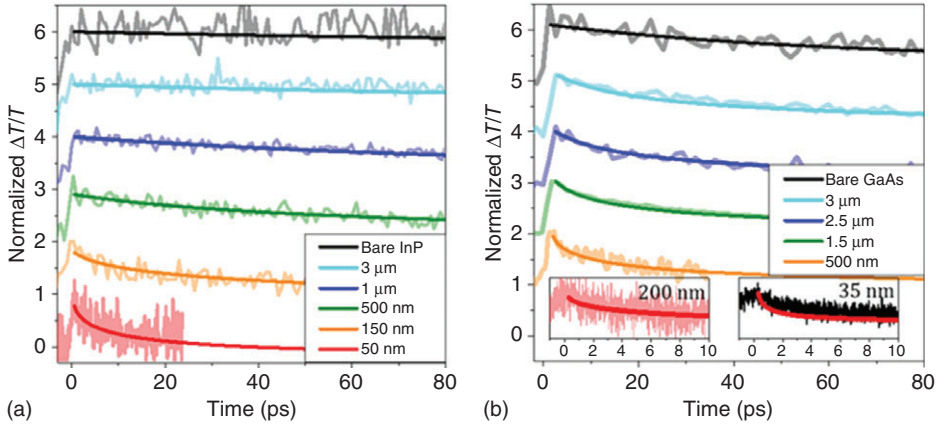 Normalized ΔT/T
6
5
4
3
2
1
0
Bare InP
3 μm
1 μm
500 nm
150 nm
50 nm
0 20 40 60 80
Time (ps)
(a)
Normalized ΔT/T
6
5
4
3
2
1
0
Bare GaAs
3 μm
2.5 μm
1.5 μm
500 nm
200 nm
0 2 4 6 8 10
35 nm
0 2 4 6 8 10
0 20 40 60 80
Time (ps)
(b)